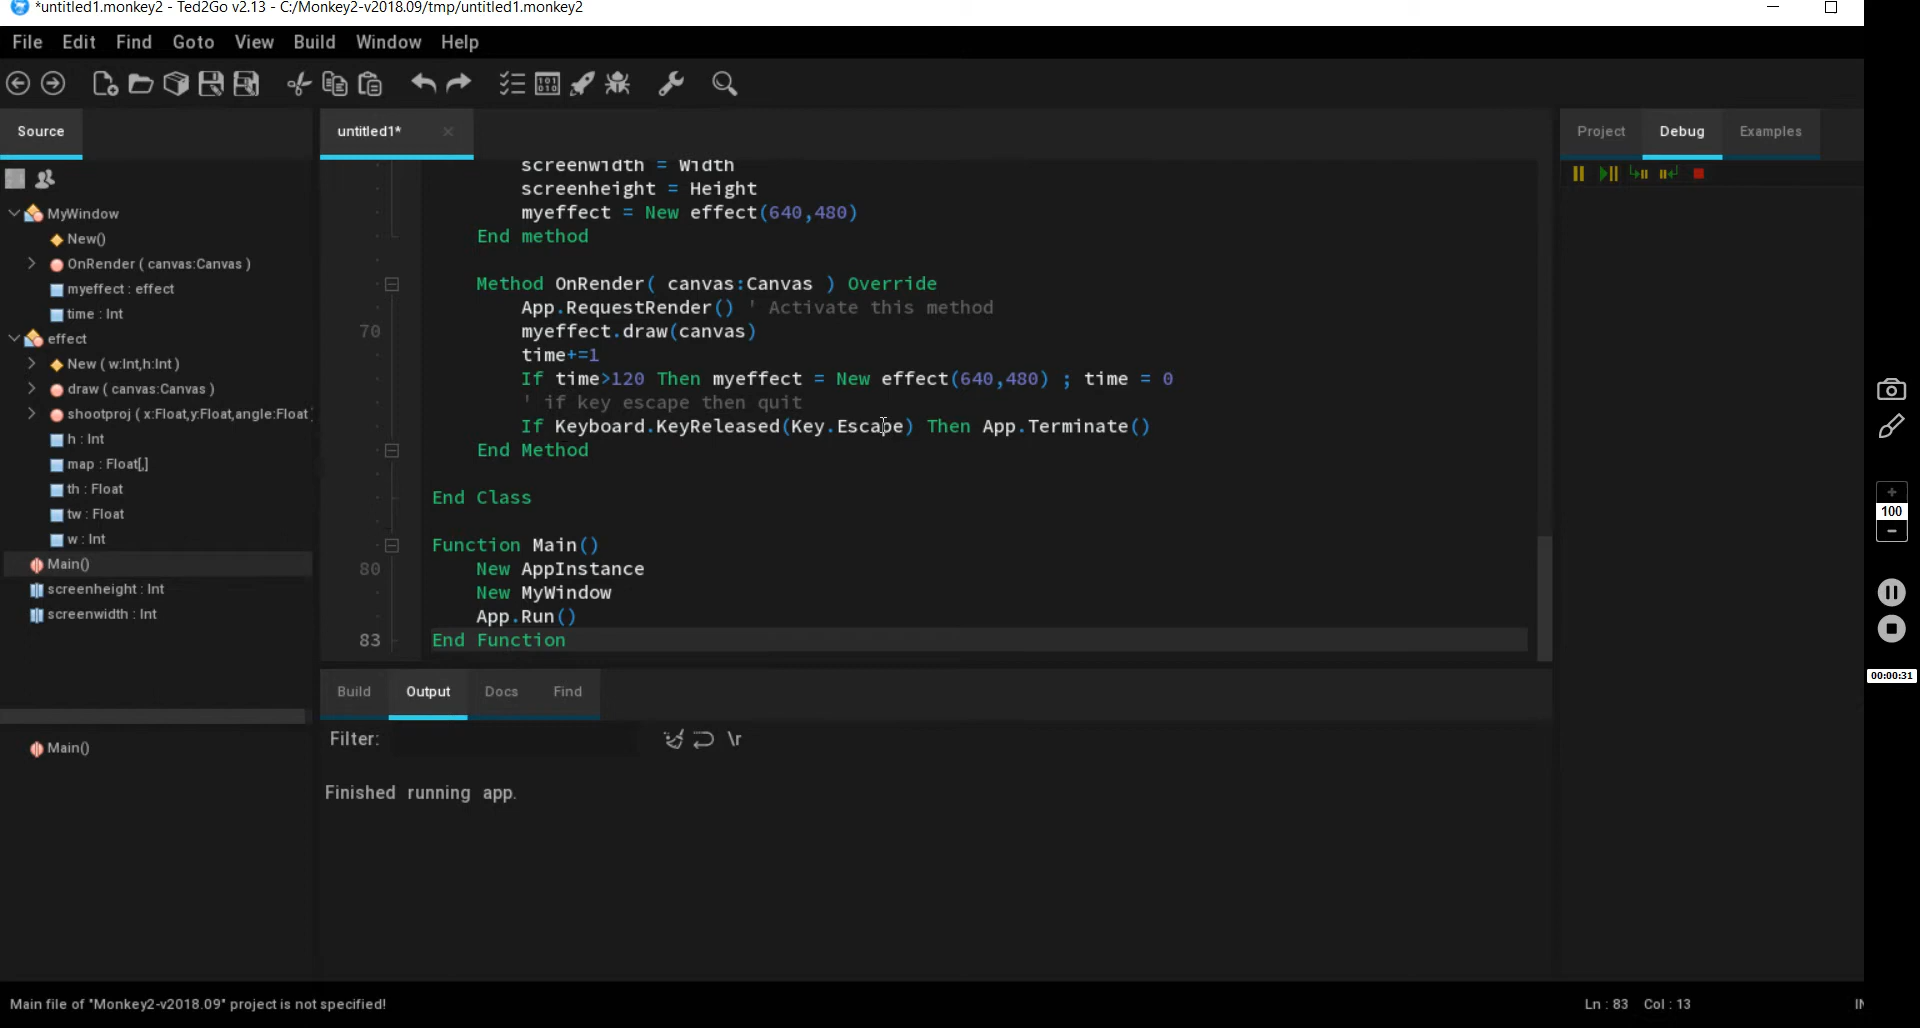 *untitled1.monkey2 - Ted2Go v2.13 - C:/Monkey2-v2018.09/tmp/untitled1.monkey2
File Edit Find Goto View Build Window Help
Source
untitled1*
Project Debug Examples
MyWindow
New()
OnRender ( canvas:Canvas )
myeffect : effect
time : Int
effect
New ( w:Int,h:Int )
draw ( canvas:Canvas )
shootproj ( x:Float,y:Float,angle:Float
h : Int
map : Float[,]
th : Float
tw : Float
w : Int
Main()
screenheight : Int
screenwidth : Int
Main()
screenwidth = Width
screenheight = Height
myeffect = New effect(640,480)
End method
Method OnRender( canvas:Canvas ) Override
App.RequestRender() ' Activate this method
70 myeffect.draw(canvas)
time+=1
If time>120 Then myeffect = New effect(640,480) ; time = 0
' if key escape then quit
If Keyboard.KeyReleased(Key.Escape) Then App.Terminate()
End Method
End Class
Function Main()
80 New AppInstance
New MyWindow
App.Run()
83 End Function
Build Output Docs Find
Filter: \r
Finished running app.
100
00:00:31
Main file of "Monkey2-v2018.09" project is not specified!
Ln : 83 Col : 13